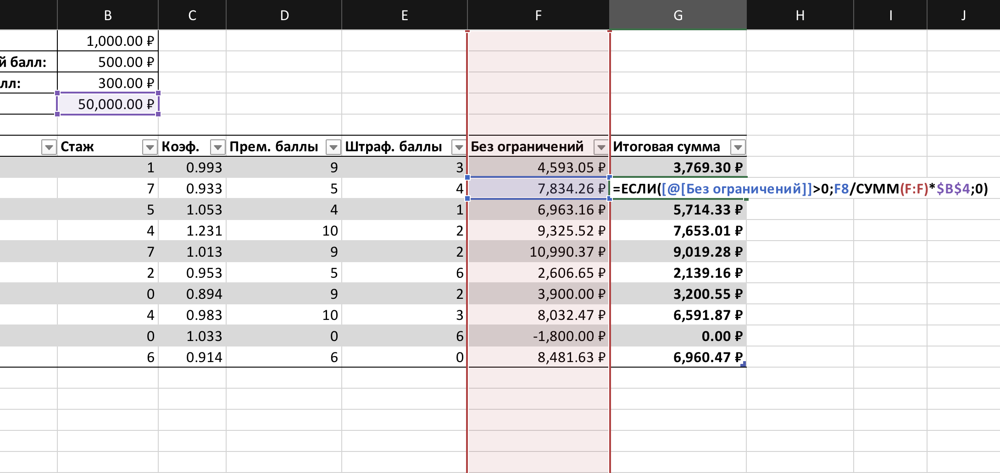 B C D E F G H I J
1,000.00 ₽
й балл: 500.00 ₽
лл: 300.00 ₽
50,000.00 ₽
Стаж Коэф. Прем. баллы Штраф. баллы Без ограничений Итоговая сумма
1 0.993 9 3 4,593.05 ₽ 3,769.30 ₽
7 0.933 5 4 7,834.26 ₽ =ЕСЛИ([@[Без ограничений]]>0;F8/СУММ(F:F)*$B$4;0)
5 1.053 4 1 6,963.16 ₽ 5,714.33 ₽
4 1.231 10 2 9,325.52 ₽ 7,653.01 ₽
7 1.013 9 2 10,990.37 ₽ 9,019.28 ₽
2 0.953 5 6 2,606.65 ₽ 2,139.16 ₽
0 0.894 9 2 3,900.00 ₽ 3,200.55 ₽
4 0.983 10 3 8,032.47 ₽ 6,591.87 ₽
0 1.033 0 6 -1,800.00 ₽ 0.00 ₽
6 0.914 6 0 8,481.63 ₽ 6,960.47 ₽